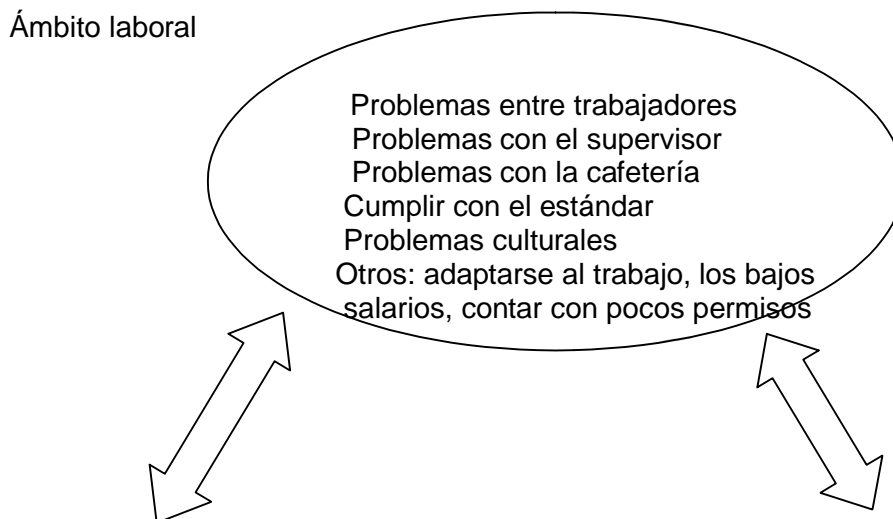 Ámbito laboral
Problemas entre trabajadores
Problemas con el supervisor
Problemas con la cafetería
Cumplir con el estándar
Problemas culturales
Otros: adaptarse al trabajo, los bajos
salarios, contar con pocos permisos